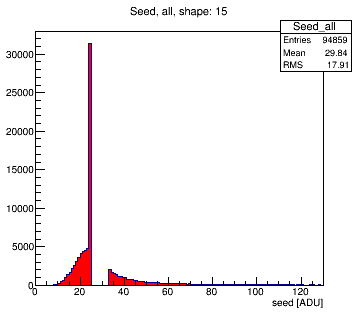 Seed, all, shape: 15
Seed_all
Entries 94859
Mean 29.84
RMS 17.91
30000
25000
20000
15000
10000
5000
0
0 20 40 60 80 100 120
seed [ADU]